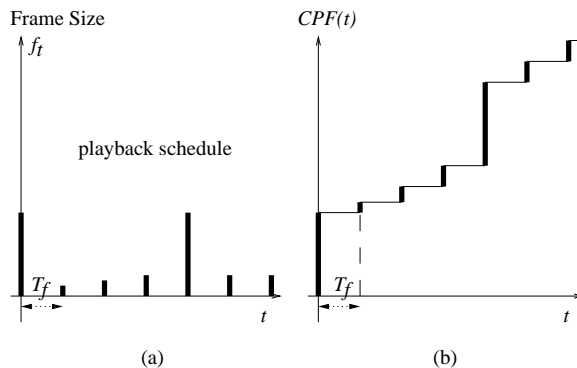 Frame Size
f_t
playback schedule
T_f
t
(a)
CPF(t)
T_f
t
(b)